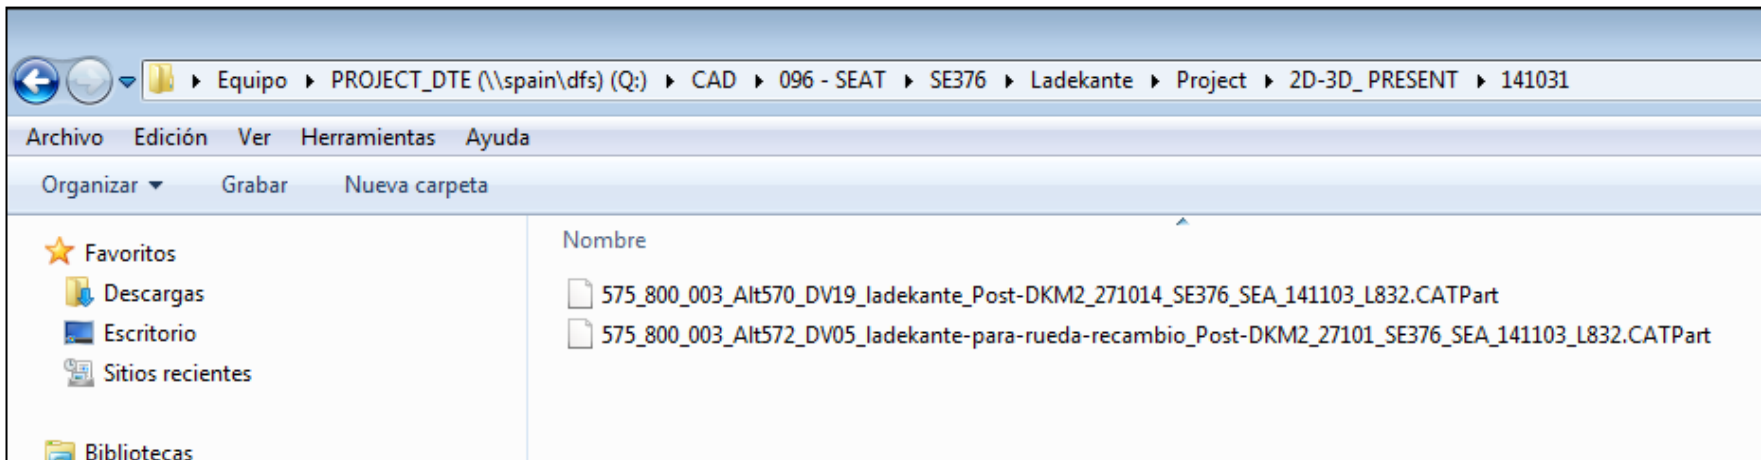 Equipo PROJECT_DTE (\\spain\dfs) (Q:) CAD 096 - SEAT SE376 Ladekante Project 2D-3D_ PRESENT 141031
Archivo Edición Ver Herramientas Ayuda
Organizar Grabar Nueva carpeta
Favoritos
Descargas
Escritorio
Sitios recientes
Bibliotecas
Nombre
575_800_003_Alt570_DV19_ladekante_Post-DKM2_271014_SE376_SEA_141103_L832.CATPart
575_800_003_Alt572_DV05_ladekante-para-rueda-recambio_Post-DKM2_27101_SE376_SEA_141103_L832.CATPart